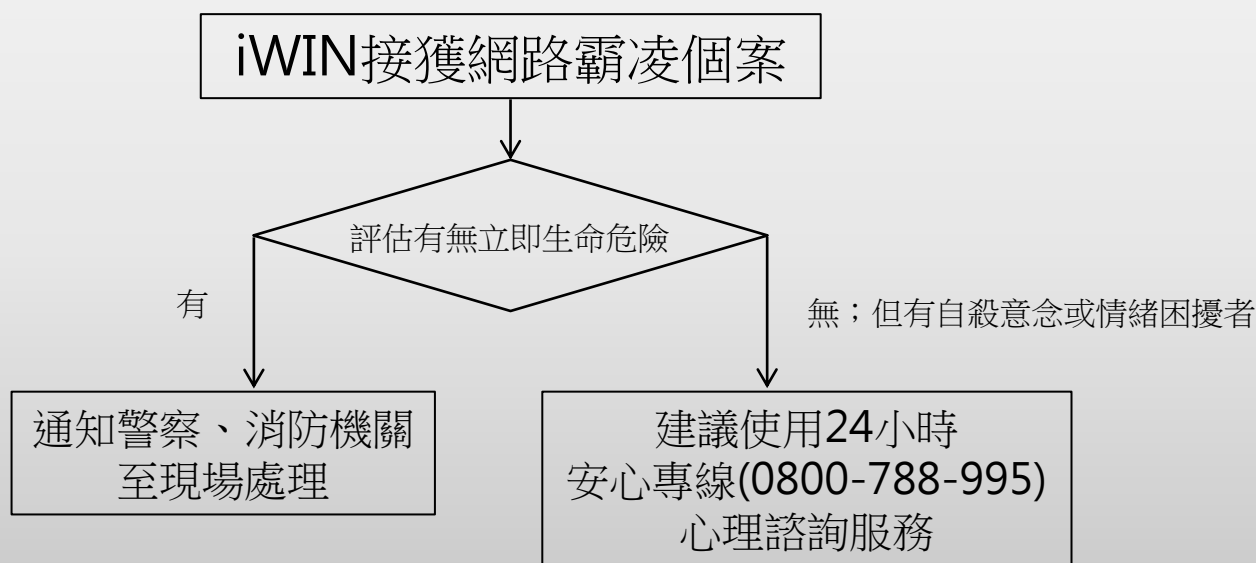 iWIN接獲網路霸凌個案
評估有無立即生命危險
有
無；但有自殺意念或情緒困擾者
通知警察、消防機關
至現場處理
建議使用24小時
安心專線(0800-788-995)
心理諮詢服務